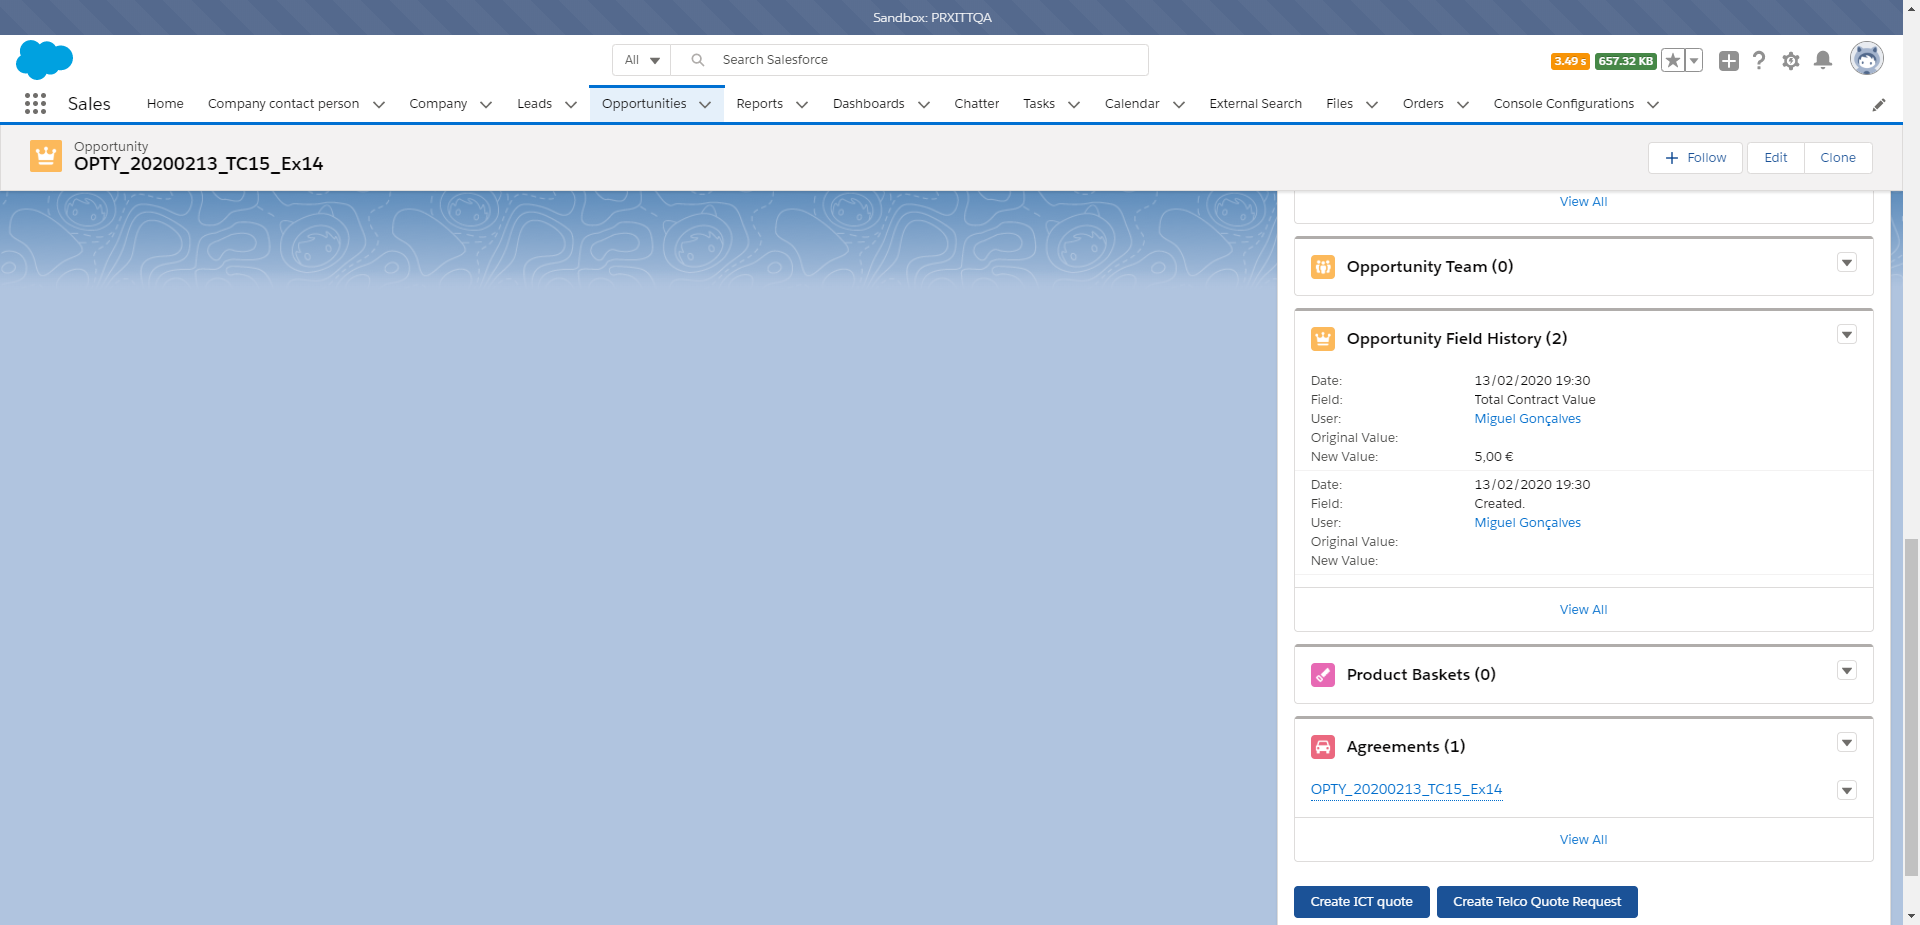 Sandbox: PRXITTQA
All
Search Salesforce
3.49 s
657.32 KB
Sales
Home
Company contact person
Company
Leads
Opportunities
Reports
Dashboards
Chatter
Tasks
Calendar
External Search
Files
Orders
Console Configurations
Opportunity
OPTY_20200213_TC15_Ex14
Follow
Edit
Clone
View All
Opportunity Team (0)
Opportunity Field History (2)
Date: 13/02/2020 19:30
Field: Total Contract Value
User: Miguel Gonçalves
Original Value:
New Value: 5,00 €
Date: 13/02/2020 19:30
Field: Created.
User: Miguel Gonçalves
Original Value:
New Value:
View All
Product Baskets (0)
Agreements (1)
OPTY_20200213_TC15_Ex14
View All
Create ICT quote
Create Telco Quote Request